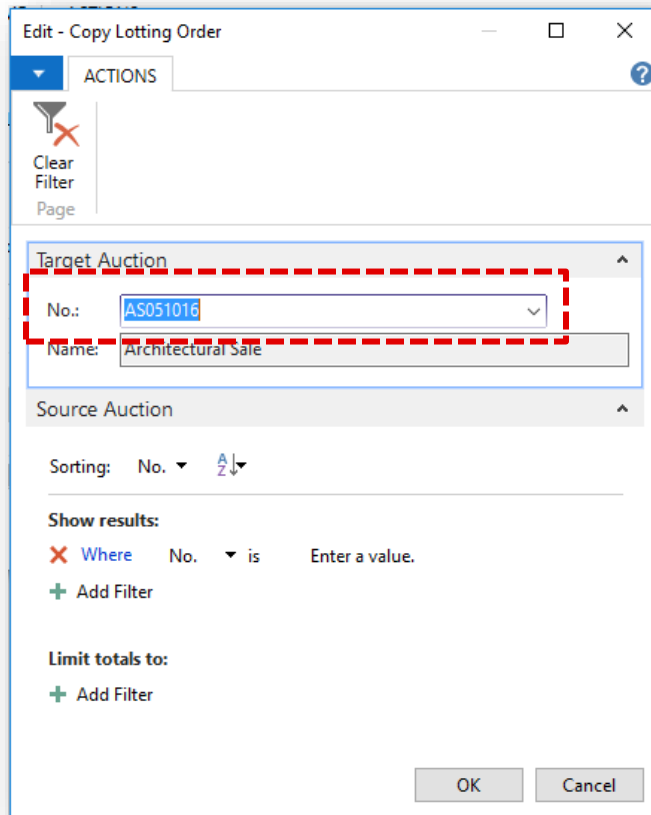 Edit - Copy Lotting Order
ACTIONS
?
Clear
Filter
Page
Target Auction
No.: AS051016
Name: Architectural Sale
Source Auction
Sorting: No. A Z
Show results:
Where No. is Enter a value.
Add Filter
Limit totals to:
Add Filter
OK Cancel